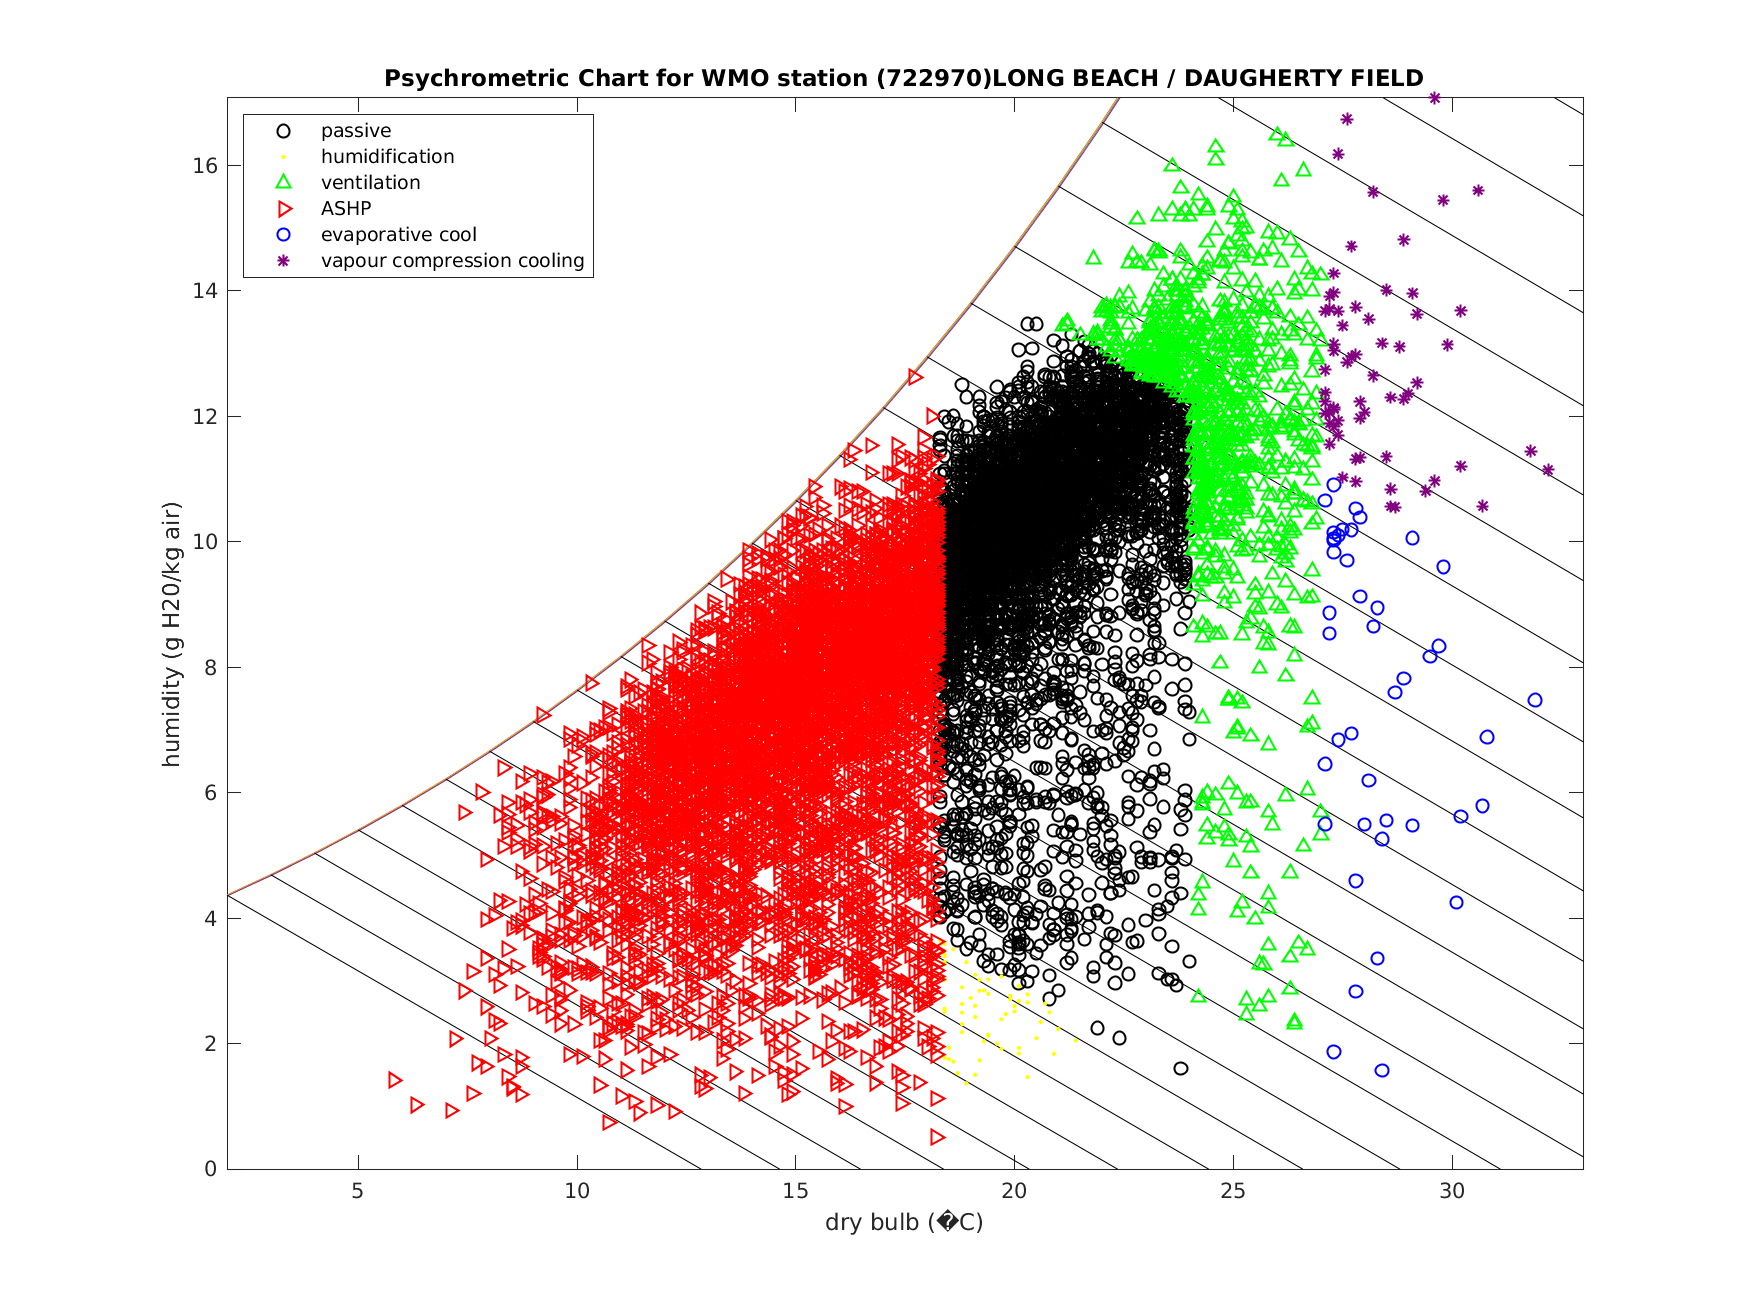 Psychrometric Chart for WMO station (722970)LONG BEACH / DAUGHERTY FIELD
passive
humidification
ventilation
ASHP
evaporative cool
vapour compression cooling
humidity (g H20/kg air)
16
14
12
10
8
6
4
2
0
5
10
15
20
25
30
dry bulb (�C)